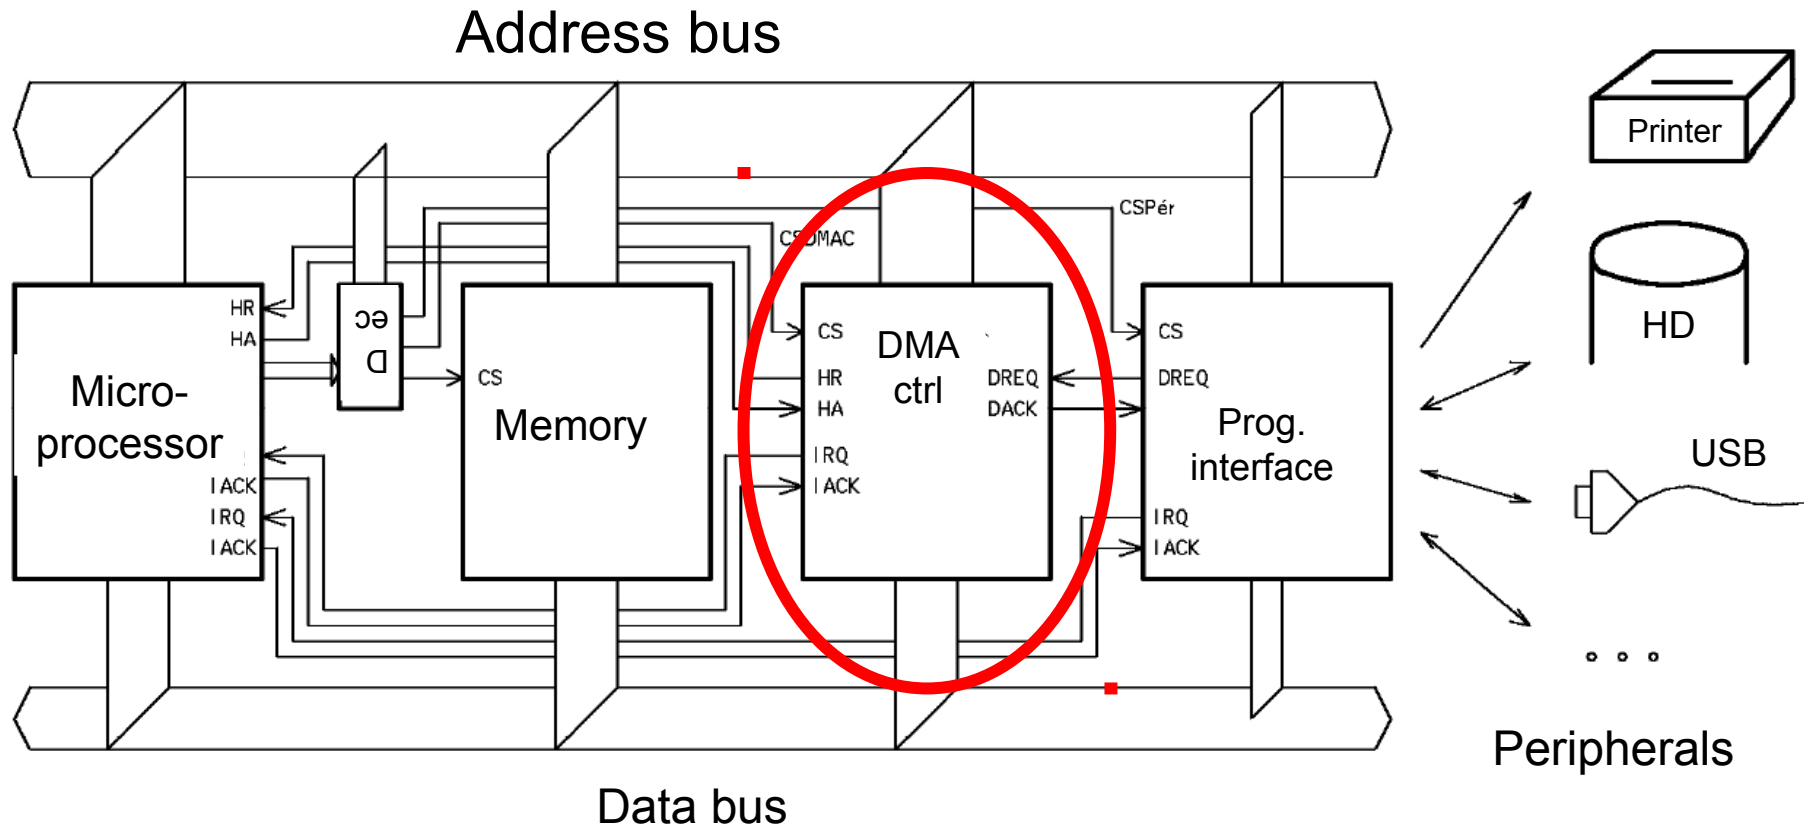 Address bus
Printer
CSPér
CSDMAC
HR
HA
Dec
CS
DMA
ctrl
CS
HD
Micro-
processor
CS
Memory
HR
HA
DREQ
DACK
DREQ
Prog.
interface
USB
IRQ
IACK
IACK
IRQ
IACK
IRQ
IACK
Peripherals
Data bus